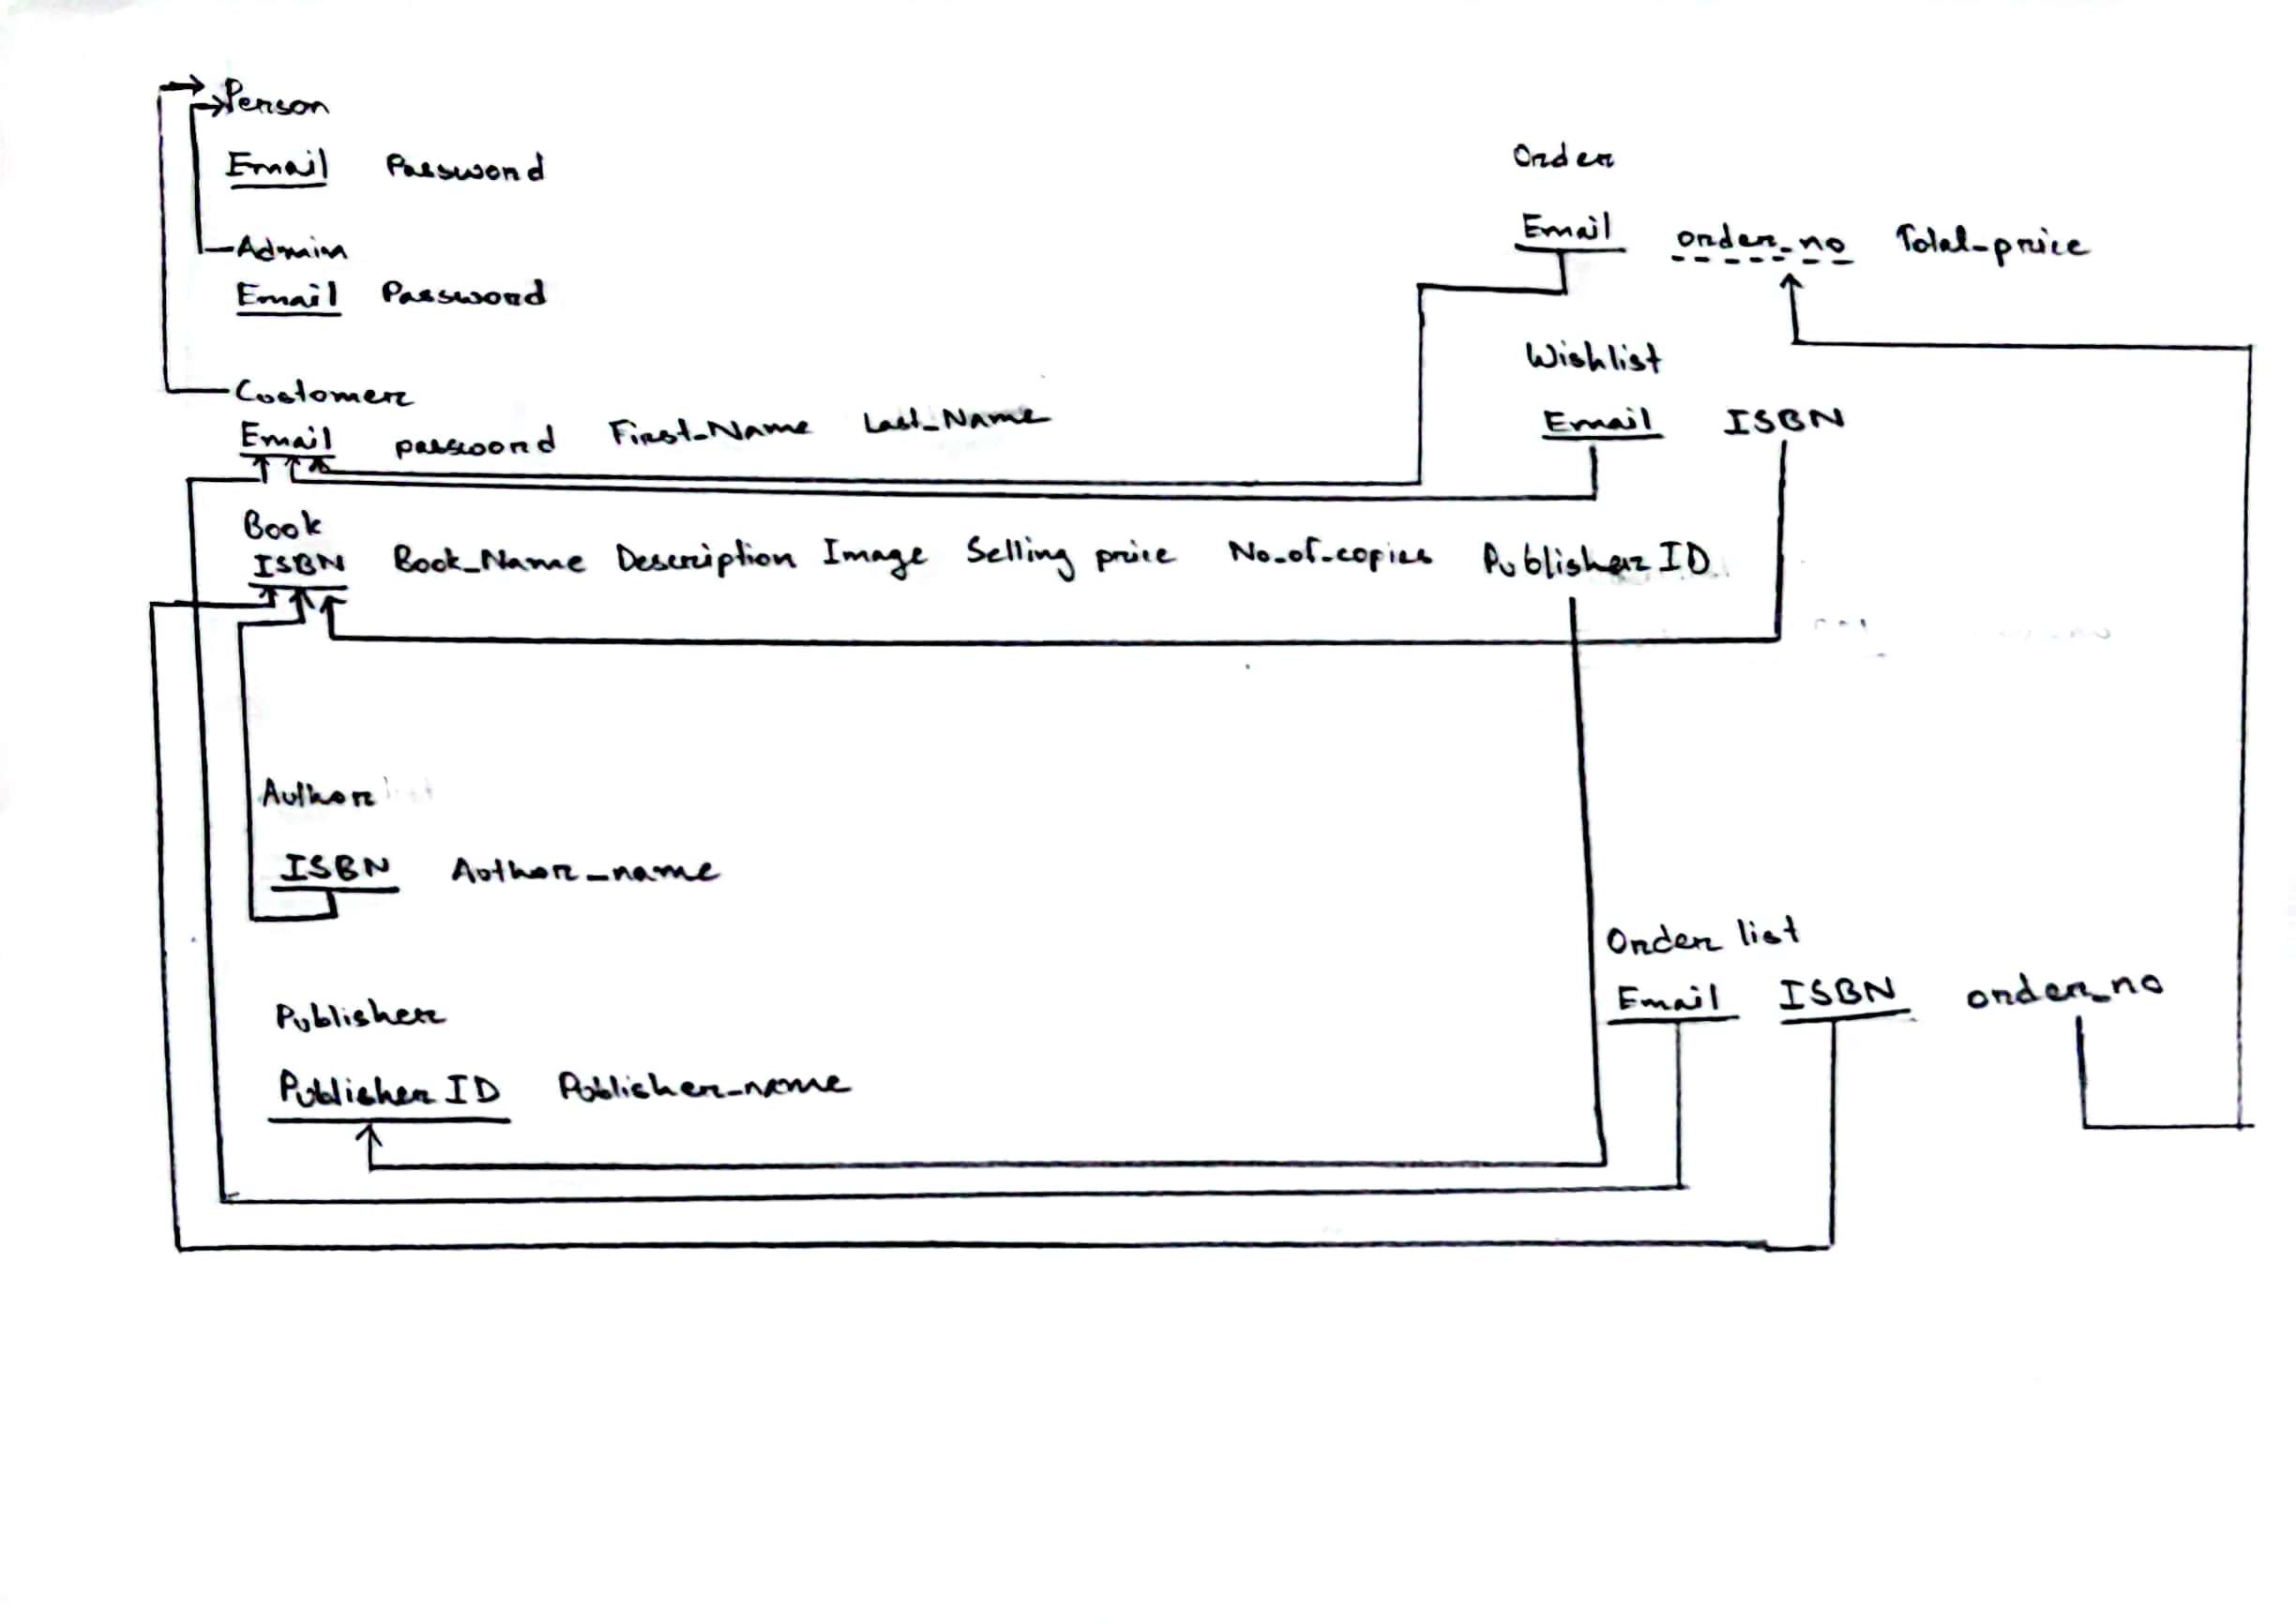 Person
Email Password
Admin
Email Password
Customer
Email password First_Name Last_Name
Book
ISBN Book_Name Description Image Selling price No_of_copies Publisher ID
Author
ISBN Author_name
Publisher
Publisher ID Publisher_name
Order
Email order_no Total_price
Wishlist
Email ISBN
Order list
Email ISBN order_no